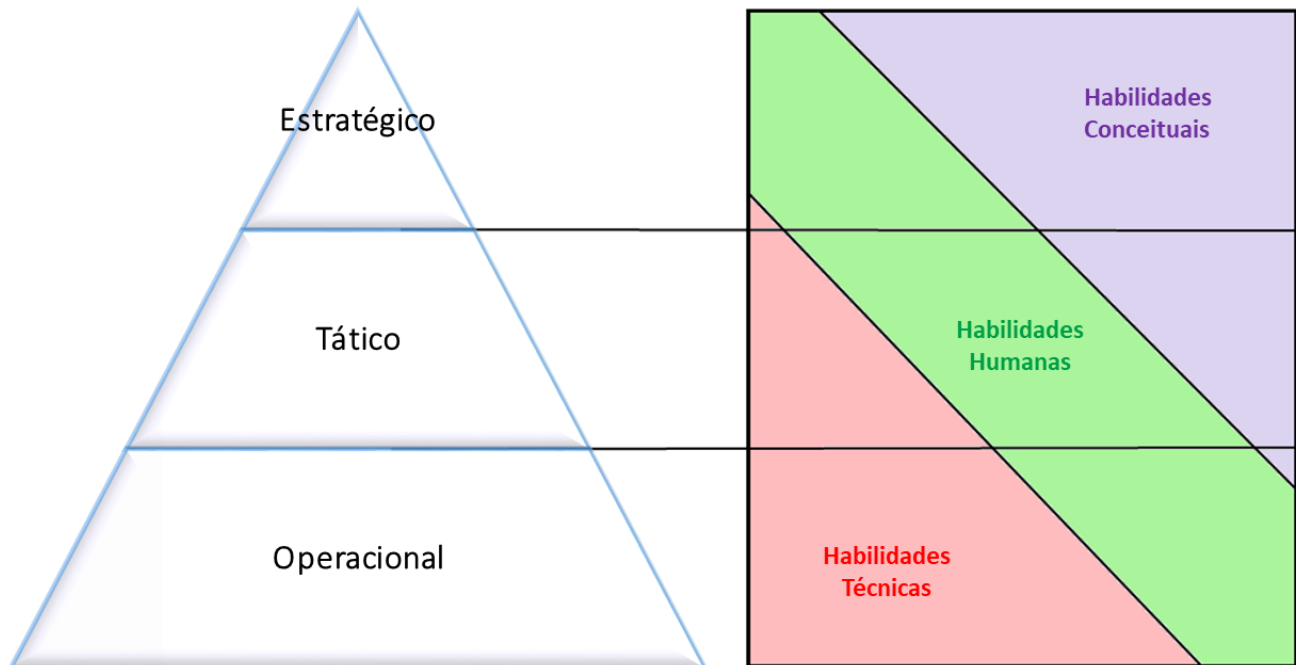 Estratégico
Habilidades
Conceituais
Tático
Habilidades
Humanas
Operacional
Habilidades
Técnicas